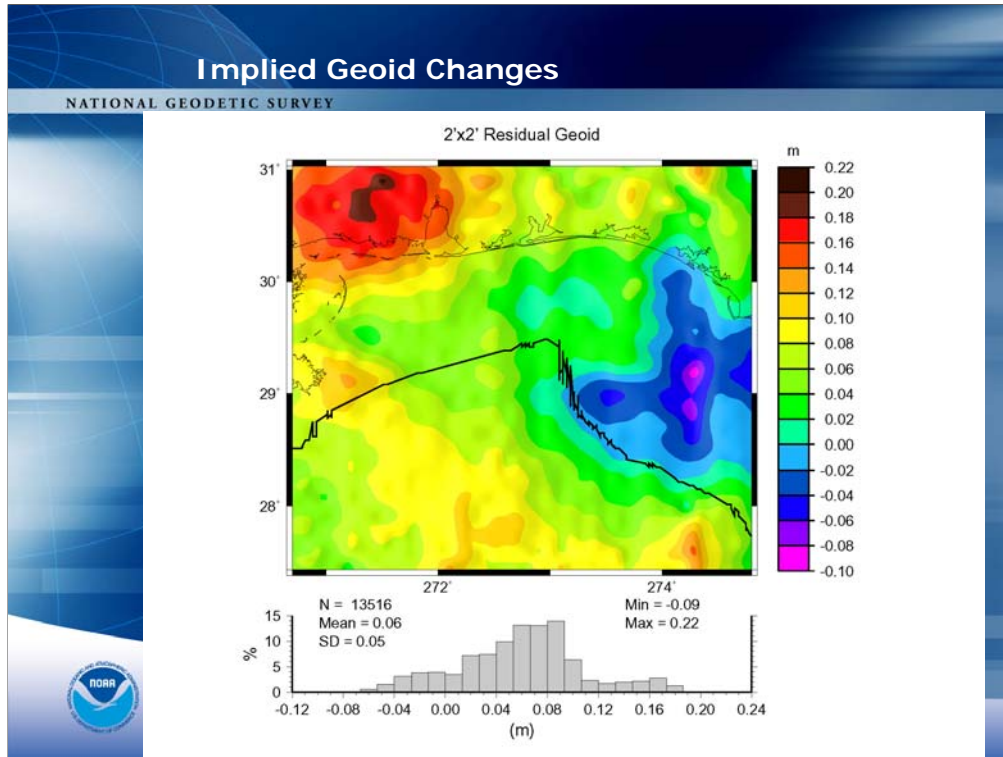 Implied Geoid Changes
NATIONAL GEODETIC SURVEY
2'x2' Residual Geoid
m
31°
30°
29°
28°
272°
274°
0.22
0.20
0.18
0.16
0.14
0.12
0.10
0.08
0.06
0.04
0.02
0.00
-0.02
-0.04
-0.06
-0.08
-0.10
N = 13516
Mean = 0.06
SD = 0.05
Min = -0.09
Max = 0.22
%
15
10
5
0
-0.12 -0.08 -0.04 0.00 0.04 0.08 0.12 0.16 0.20 0.24
(m)
NOAA